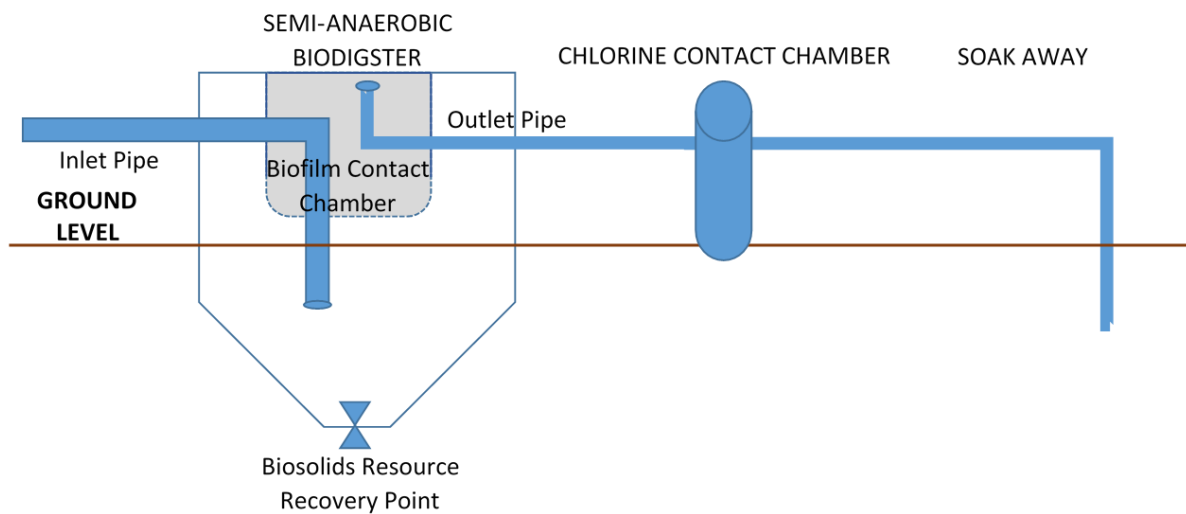 SEMI-ANAEROBIC
BIODIGSTER
CHLORINE CONTACT CHAMBER
SOAK AWAY
Outlet Pipe
Inlet Pipe
Biofilm Contact
Chamber
GROUND
LEVEL
Biosolids Resource
Recovery Point